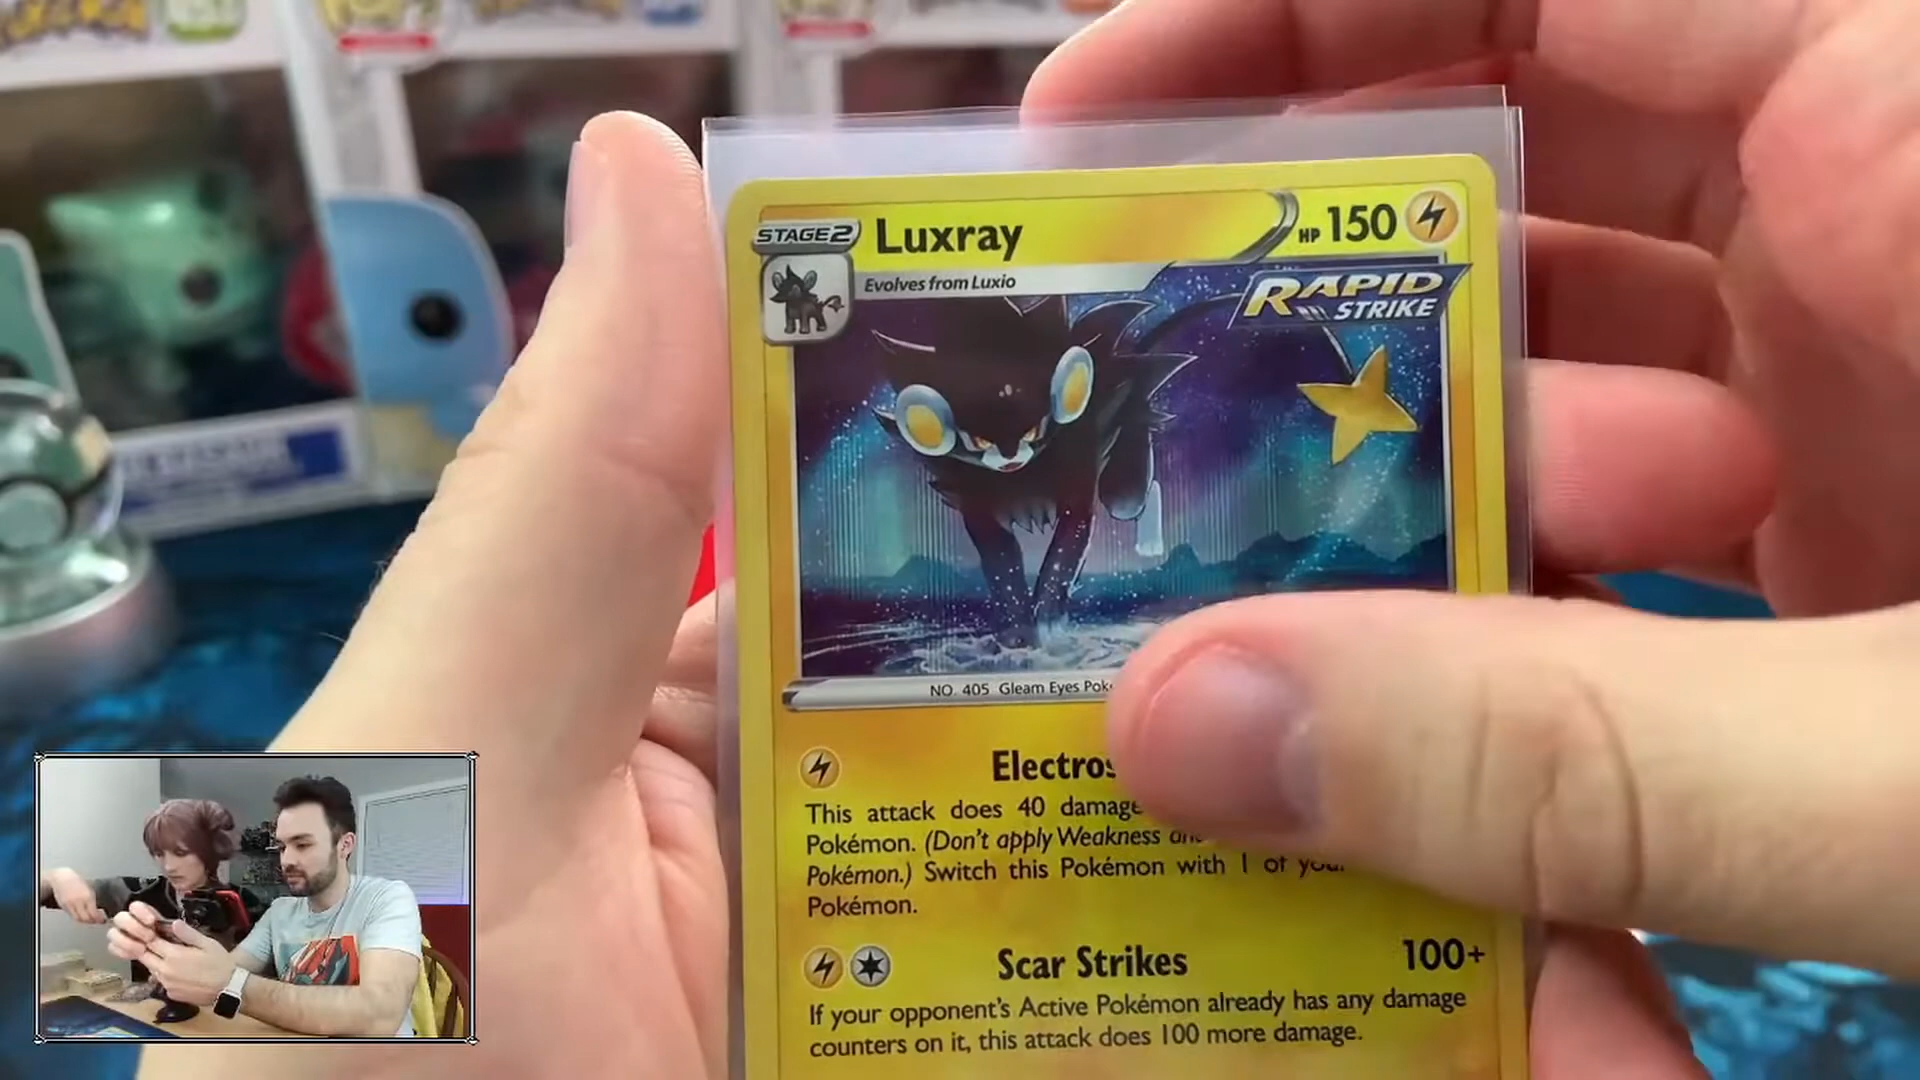 STAGE2 Luxray HP 150
Evolves from Luxio
RAPID
STRIKE
NO. 405 Gleam Eyes
This attack does 40 damage
Pokémon. (Don't apply Weakness
Pokémon.) Switch this Pokémon with 1 of
Pokémon.
Scar Strikes 100+
If your opponent's Active Pokémon already has any damage
counters on it, this attack does 100 more damage.